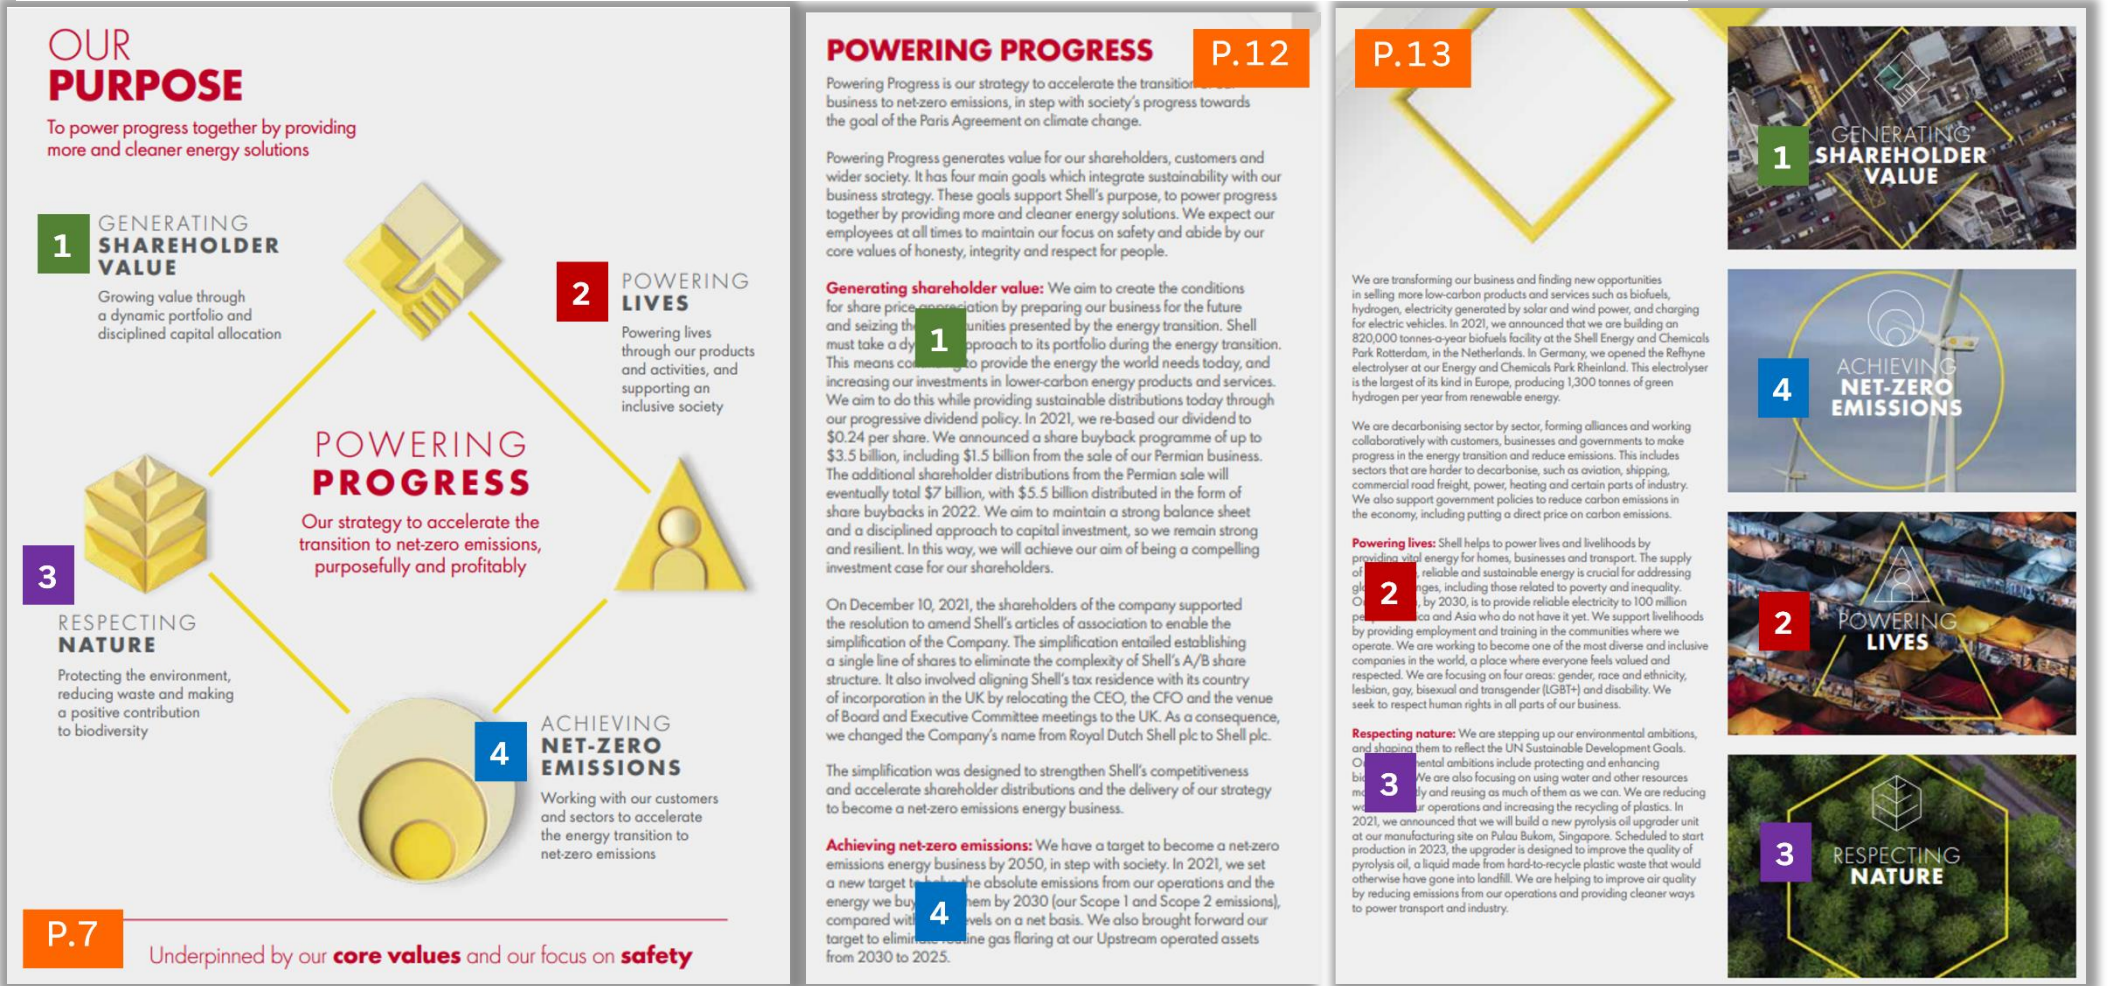 OUR
PURPOSE
To power progress together by providing
more and cleaner energy solutions
1
GENERATING
SHAREHOLDER
VALUE
Growing value through
a dynamic portfolio and
disciplined capital allocation
2
POWERING
LIVES
Powering lives
through our products
and activities, and
supporting an
inclusive society
POWERING
PROGRESS
Our strategy to accelerate the
transition to net-zero emissions,
purposefully and profitably
3
RESPECTING
NATURE
Protecting the environment,
reducing waste and making
a positive contribution
to biodiversity
4
ACHIEVING
NET-ZERO
EMISSIONS
Working with our customers
and sectors to accelerate
the energy transition to
net-zero emissions
P.7
Underpinned by our core values and our focus on safety
POWERING PROGRESS
P.12
Powering Progress is our strategy to accelerate the transition
business to net-zero emissions, in step with society's progress towards
the goal of the Paris Agreement on climate change.
Powering Progress generates value for our shareholders, customers and
wider society. It has four main goals which integrate sustainability with our
business strategy. These goals support Shell's purpose, to power progress
together by providing more and cleaner energy solutions. We expect our
employees at all times to maintain our focus on safety and abide by our
core values of honesty, integrity and respect for people.
Generating shareholder value: We aim to create the conditions
for share price appreciation by preparing our business for the future
and seizing unities presented by the energy transition. Shell
1
must take a pproach to its portfolio during the energy transition.
This means to provide the energy the world needs today, and
increasing our investments in lower-carbon energy products and services.
We aim to do this while providing sustainable distributions today through
our progressive dividend policy. In 2021, we re-based our dividend to
$0.24 per share. We announced a share buyback programme of up to
$3.5 billion, including $1.5 billion from the sale of our Permian business.
The additional shareholder distributions from the Permian sale will
eventually total $7 billion, with $5.5 billion distributed in the form of
share buybacks in 2022. We aim to maintain a strong balance sheet
and a disciplined approach to capital investment, so we remain strong
and resilient. In this way, we will achieve our aim of being a compelling
investment case for our shareholders.
On December 10, 2021, the shareholders of the company supported
the resolution to amend Shell's articles of association to enable the
simplification of the Company. The simplification entailed establishing
a single line of shares to eliminate the complexity of Shell's A/B share
structure. It also involved aligning Shell's tax residence with its country
of incorporation in the UK by relocating the CEO, the CFO and the venue
of Board and Executive Committee meetings to the UK. As a consequence,
we changed the Company's name from Royal Dutch Shell plc to Shell plc.
The simplification was designed to strengthen Shell's competitiveness
and accelerate shareholder distributions and the delivery of our strategy
to become a net-zero emissions energy business.
Achieving net-zero emissions: We have a target to become a net-zero
emissions energy business by 2050, in step with society. In 2021, we set
a new target the absolute emissions from our operations and the
energy we buy hem by 2030 (our Scope 1 and Scope 2 emissions),
4
compared vels on a net basis. We also brought forward our
target to ine gas flaring at our Upstream operated assets
from 2030 to 2025.
P.13
We are transforming our business and finding new opportunities
in selling more low-carbon products and services such as biofuels,
hydrogen, electricity generated by solar and wind power, and charging
for electric vehicles. In 2021, we announced that we are building an
820,000 tonnes-a-year biofuels facility at the Shell Energy and Chemicals
Park Rotterdam, in the Netherlands. In Germany, we opened the Refhyne
electrolyser at our Energy and Chemicals Park Rheinland. This electrolyser
is the largest of its kind in Europe, producing 1,300 tonnes of green
hydrogen per year from renewable energy.
We are decarbonising sector by sector, forming alliances and working
collaboratively with customers, businesses and governments to make
progress in the energy transition and reduce emissions. This includes
sectors that are harder to decarbonise, such as aviation, shipping,
commercial road freight, power, heating and certain parts of industry.
We also support government policies to reduce carbon emissions in
the economy, including putting a direct price on carbon emissions.
Powering lives: Shell helps to power lives and livelihoods by
providing vital energy for homes, businesses and transport. The supply
of reliable and sustainable energy is crucial for addressing
2
nges, including those related to poverty and inequality.
by 2030, is to provide reliable electricity to 100 million
ca and Asia who do not have it yet. We support livelihoods
by providing employment and training in the communities where we
operate. We are working to become one of the most diverse and inclusive
companies in the world, a place where everyone feels valued and
respected. We are focusing on four areas: gender, race and ethnicity,
lesbian, gay, bisexual and transgender (LGBT+) and disability. We
seek to respect human rights in all parts of our business.
Respecting nature: We are stepping up our environmental ambitions,
and shaping them to reflect the UN Sustainable Development Goals.
mental ambitions include protecting and enhancing
We are also focusing on using water and other resources
3
ly and reusing as much of them as we can. We are reducing
r operations and increasing the recycling of plastics. In
2021, we announced that we will build a new pyrolysis oil upgrader unit
at our manufacturing site on Pulau Bukom, Singapore. Scheduled to start
production in 2023, the upgrader is designed to improve the quality of
pyrolysis oil, a liquid made from hard-to-recycle plastic waste that would
otherwise have gone into landfill. We are helping to improve air quality
by reducing emissions from our operations and providing cleaner ways
to power transport and industry.
1
GENERATING
SHAREHOLDER
VALUE
4
ACHIEVING
NET-ZERO
EMISSIONS
2
POWERING
LIVES
3
RESPECTING
NATURE